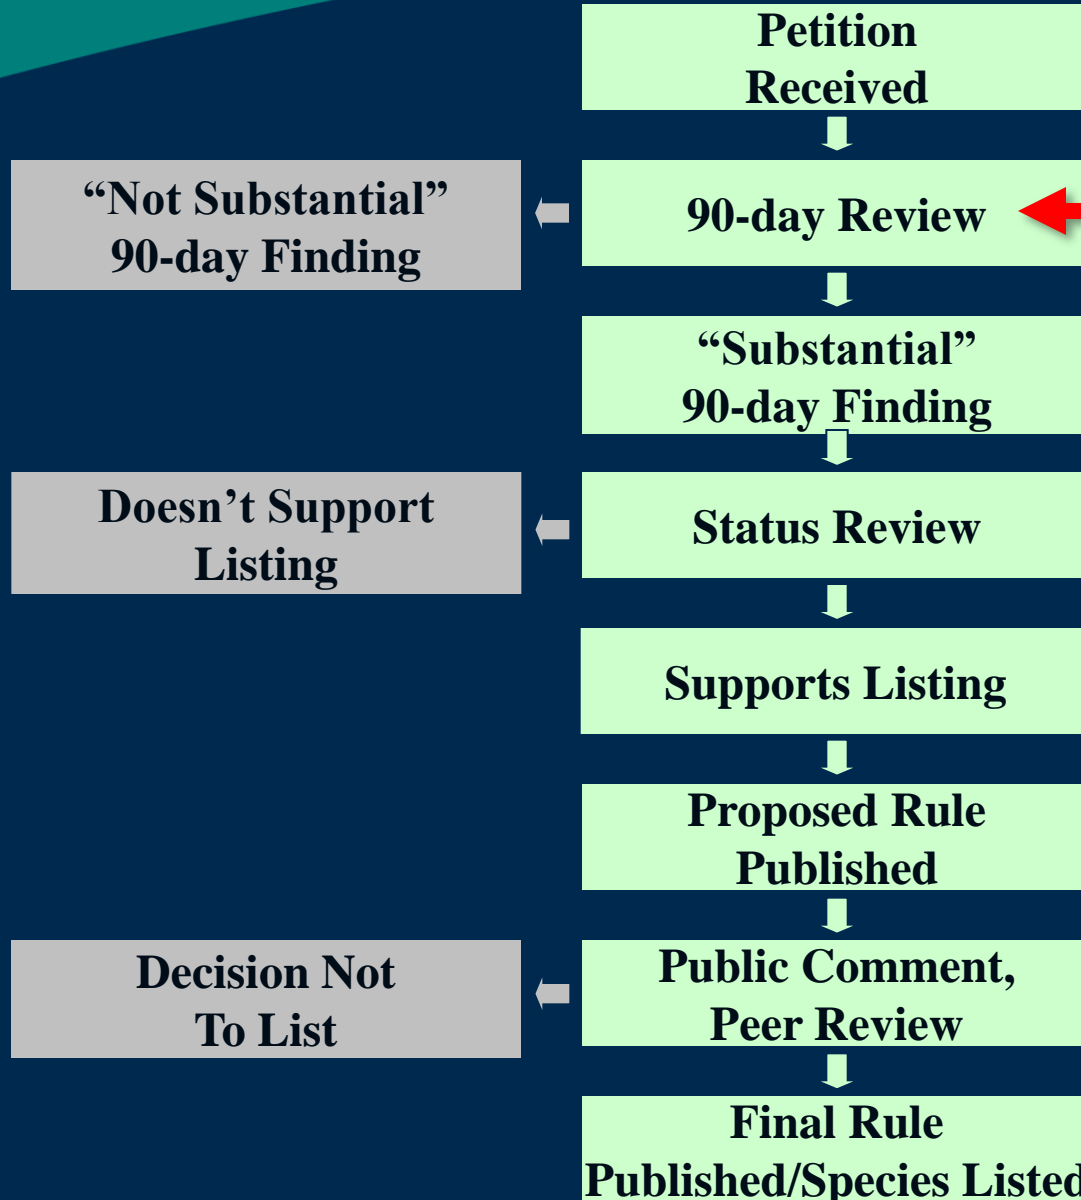 Petition
Received
“Not Substantial”
90-day Finding
90-day Review
“Substantial”
90-day Finding
Doesn’t Support
Listing
Status Review
Supports Listing
Proposed Rule
Published
Decision Not
To List
Public Comment,
Peer Review
Final Rule
Published/Species Listed